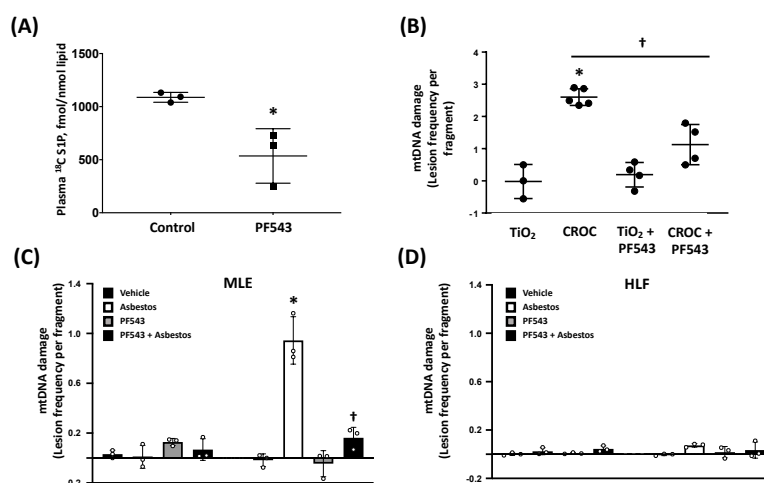 (A)
Plasma ¹⁸C S1P, fmol/nmol lipid
1500
1000
500
0
*
Control
PF543
(B)
mtDNA damage
(Lesion frequency per
fragment)
4
3
2
1
0
-1
*
†
TiO₂
CROC
TiO₂ +
PF543
CROC +
PF543
(C)
MLE
mtDNA damage
(Lesion frequency per fragment)
1.4
1.0
0.6
0.2
-0.2
Vehicle
Asbestos
PF543
PF543 + Asbestos
*
†
(D)
HLF
mtDNA damage
(Lesion frequency per fragment)
1.4
1.0
0.6
0.2
-0.2
Vehicle
Asbestos
PF543
PF543 + Asbestos